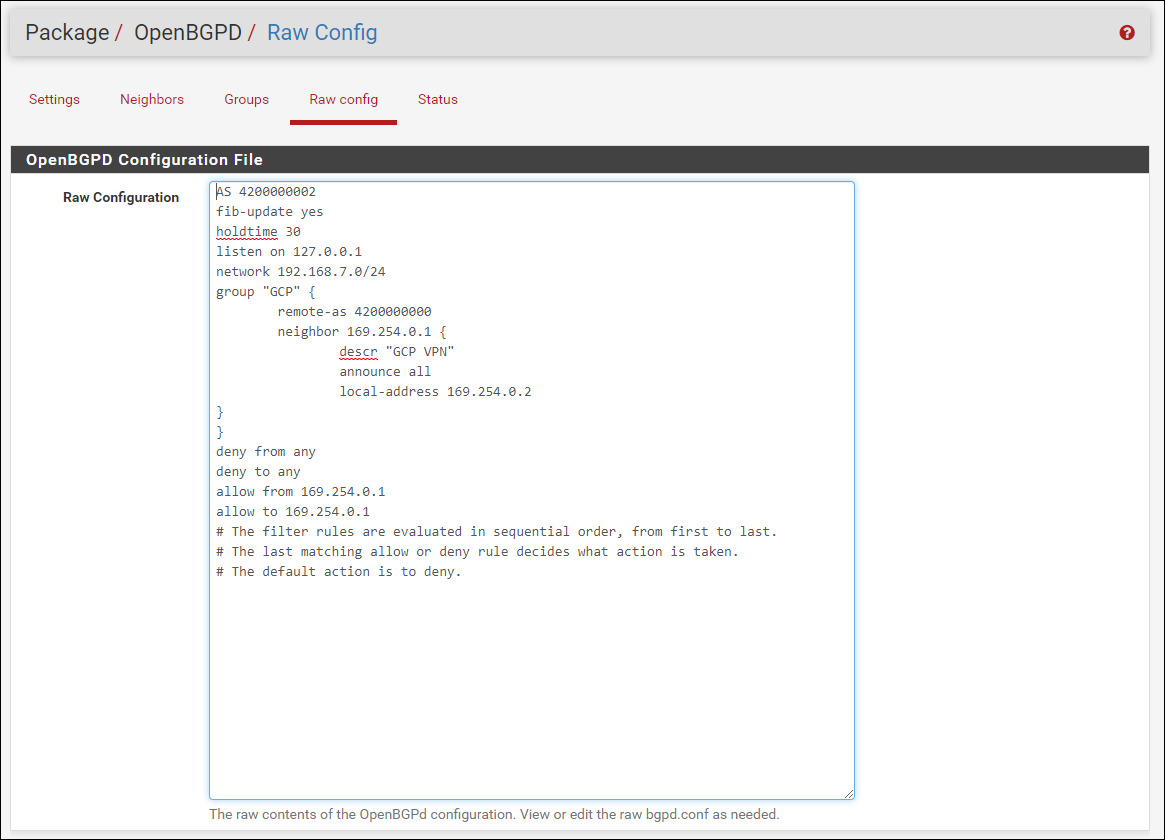 Package / OpenBGPD / Raw Config
Settings Neighbors Groups Raw config Status
OpenBGPD Configuration File
Raw Configuration
AS 4200000002
fib-update yes
holdtime 30
listen on 127.0.0.1
network 192.168.7.0/24
group "GCP" {
        remote-as 4200000000
        neighbor 169.254.0.1 {
                descr "GCP VPN"
                announce all
                local-address 169.254.0.2
}
}
deny from any
deny to any
allow from 169.254.0.1
allow to 169.254.0.1
# The filter rules are evaluated in sequential order, from first to last.
# The last matching allow or deny rule decides what action is taken.
# The default action is to deny.
The raw contents of the OpenBGPd configuration. View or edit the raw bgpd.conf as needed.